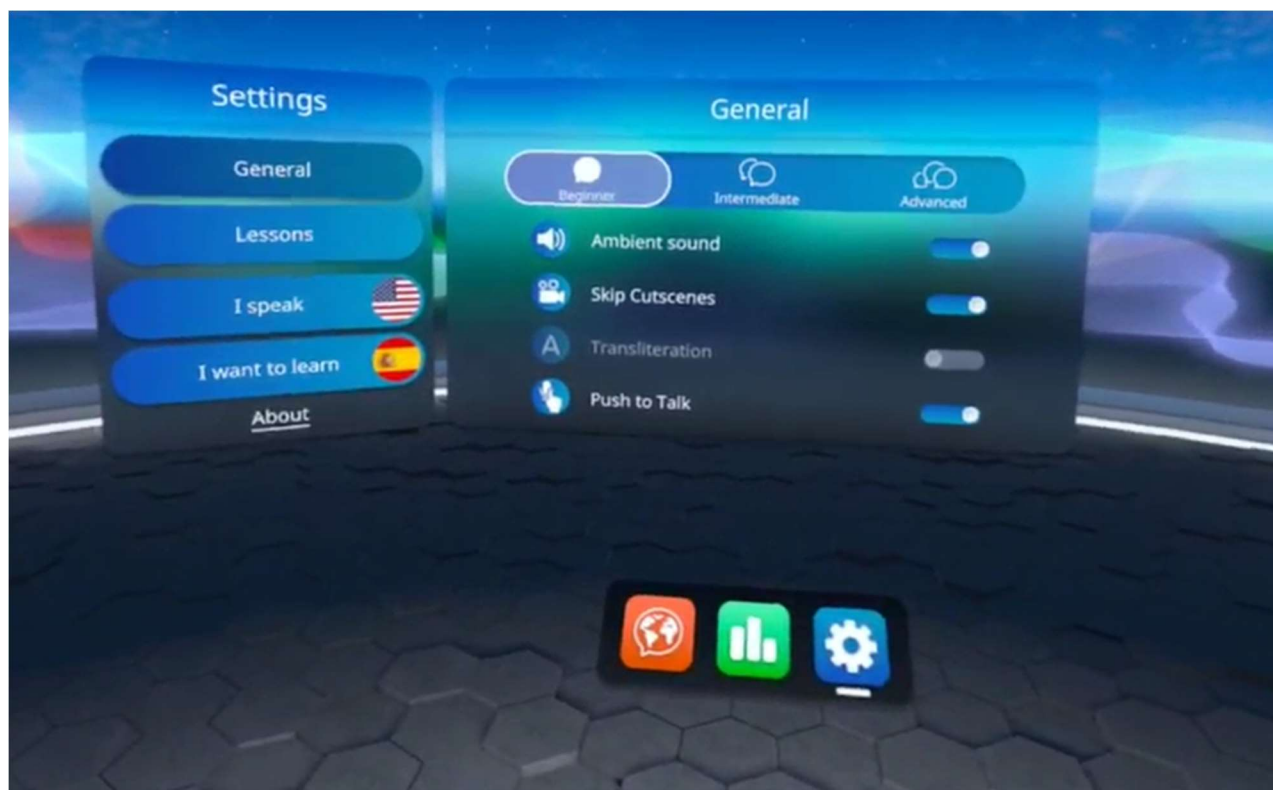 Settings
General
Lessons
I speak
I want to learn
About
General
Beginner
Intermediate
Advanced
Ambient sound
Skip Cutscenes
A
Transliteration
Push to Talk